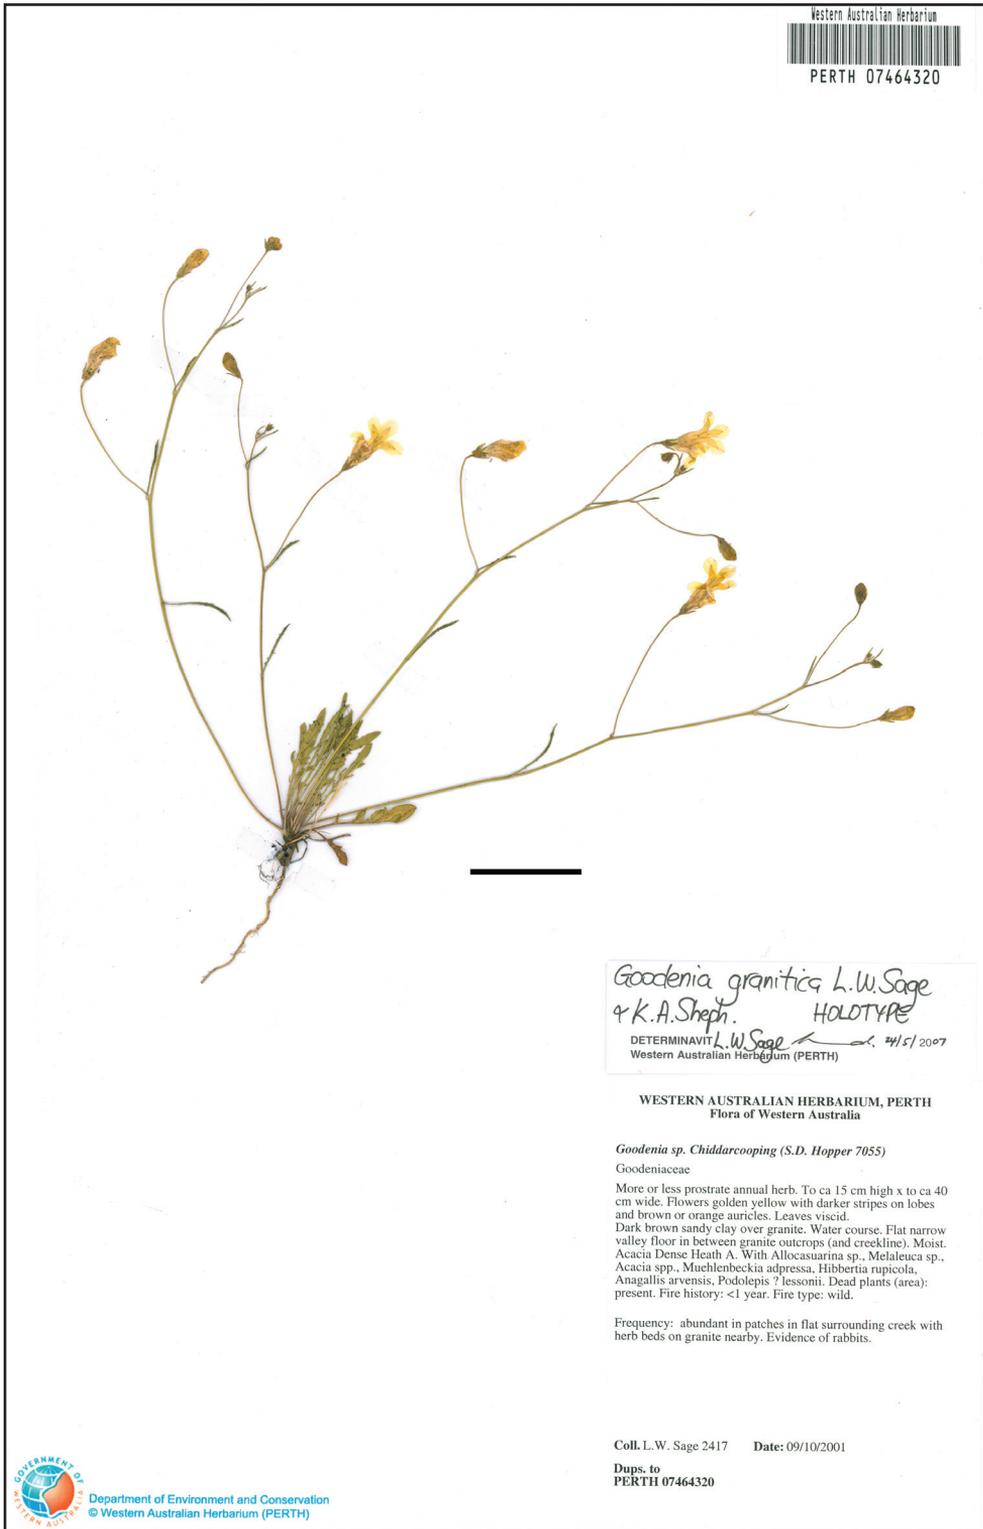 Western Australian Herbarium
PERTH 07464320
Goodenia granitica L.W.Sage
& K.A.Sheph. HOLOTYPE
DETERMINAVIT L.W.Sage 24/5/2007
Western Australian Herbarium (PERTH)
WESTERN AUSTRALIAN HERBARIUM, PERTH
Flora of Western Australia
Goodenia sp. Chiddarcooping (S.D. Hopper 7055)
Goodeniaceae
More or less prostrate annual herb. To ca 15 cm high x to ca 40
cm wide. Flowers golden yellow with darker stripes on lobes
and brown or orange auricles. Leaves viscid.
Dark brown sandy clay over granite. Water course. Flat narrow
valley floor in between granite outcrops (and creekline). Moist.
Acacia Dense Heath A. With Allocasuarina sp., Melaleuca sp.,
Acacia spp., Muehlenbeckia adpressa, Hibbertia rupicola,
Anagallis arvensis, Podolepis ? lessonii. Dead plants (area):
present. Fire history: <1 year. Fire type: wild.
Frequency: abundant in patches in flat surrounding creek with
herb beds on granite nearby. Evidence of rabbits.
Coll. L.W. Sage 2417 Date: 09/10/2001
Dups. to
PERTH 07464320
GOVERNMENT OF
WESTERN AUSTRALIA
Department of Environment and Conservation
© Western Australian Herbarium (PERTH)